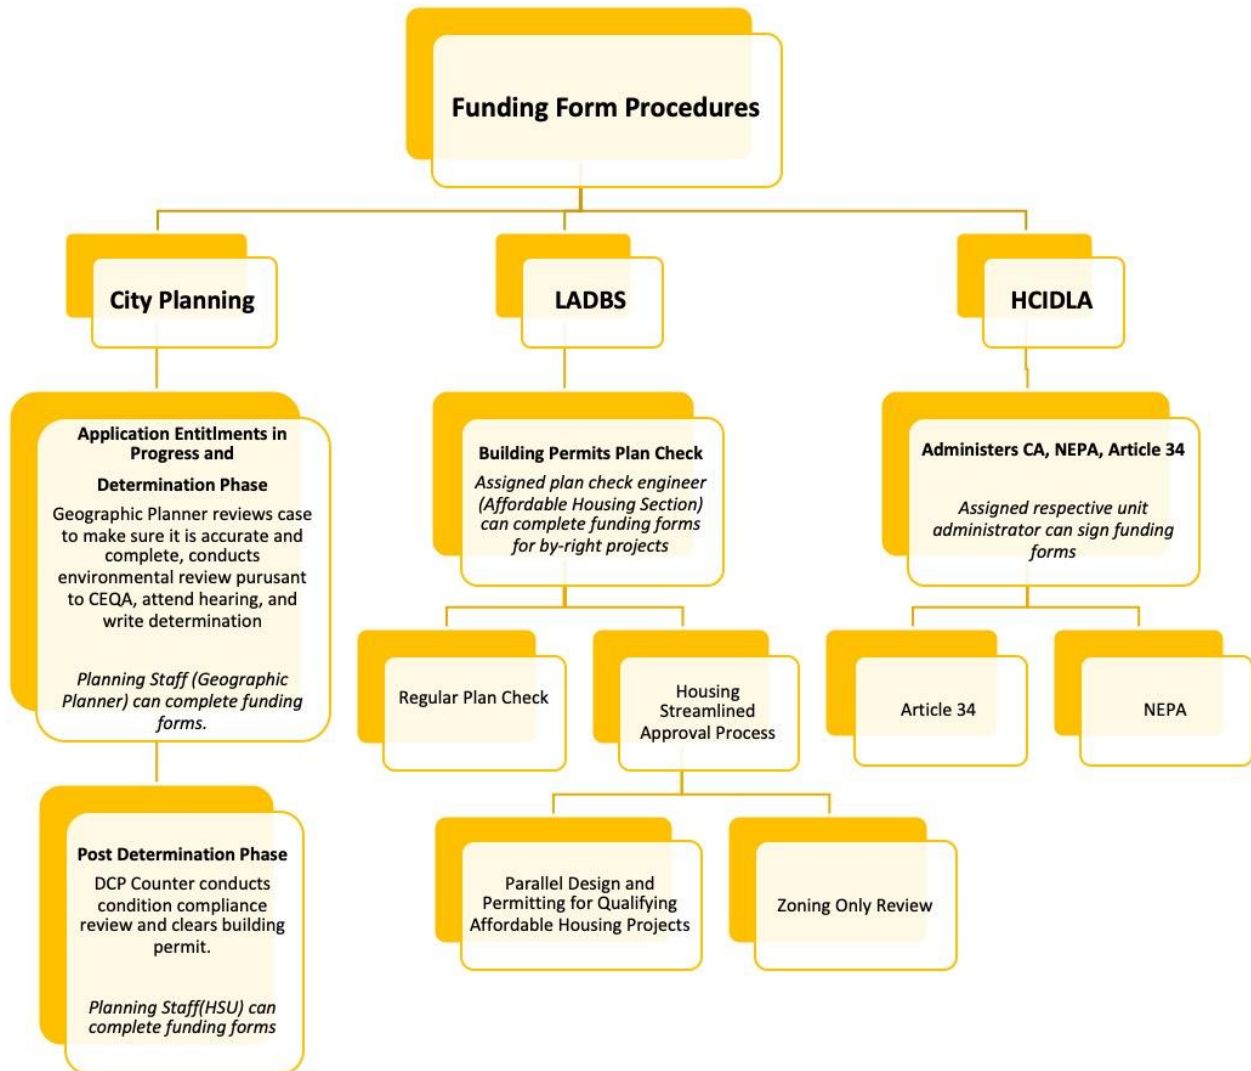 Funding Form Procedures
City Planning
LADBS
HCIDLA
Application Entitlments in
Progress and
Determination Phase
Geographic Planner reviews case
to make sure it is accurate and
complete, conducts
environmental review purusant
to CEQA, attend hearing, and
write determination
Planning Staff (Geographic
Planner) can complete funding
forms.
Building Permits Plan Check
Assigned plan check engineer
(Affordable Housing Section)
can complete funding forms
for by-right projects
Administers CA, NEPA, Article 34
Assigned respective unit
administrator can sign funding
forms
Regular Plan Check
Housing
Streamlined
Approval Process
Article 34
NEPA
Post Determination Phase
DCP Counter conducts
condition compliance
review and clears building
permit.
Planning Staff(HSU) can
complete funding forms
Parallel Design and
Permitting for Qualifying
Affordable Housing Projects
Zoning Only Review